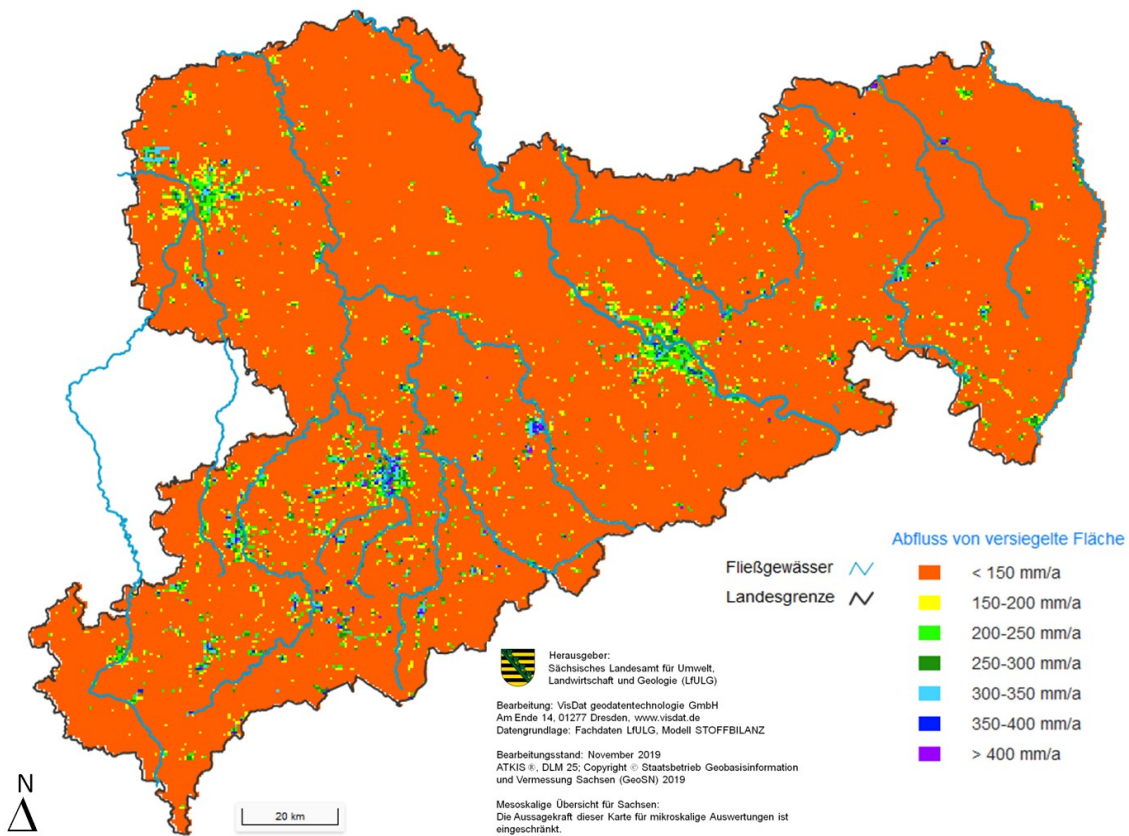 Abfluss von versiegelte Fläche
Fließgewässer
Landesgrenze
< 150 mm/a
150-200 mm/a
200-250 mm/a
250-300 mm/a
300-350 mm/a
350-400 mm/a
> 400 mm/a
Herausgeber:
Sächsisches Landesamt für Umwelt,
Landwirtschaft und Geologie (LfULG)
Bearbeitung: VisDat geodatentechnologie GmbH
Am Ende 14, 01277 Dresden, www.visdat.de
Datengrundlage: Fachdaten LfULG, Modell STOFFBILANZ
Bearbeitungsstand: November 2019
ATKIS ®, DLM 25; Copyright © Staatsbetrieb Geobasisinformation
und Vermessung Sachsen (GeoSN) 2019
Mesoskalige Übersicht für Sachsen:
Die Aussagekraft dieser Karte für mikroskalige Auswertungen ist
eingeschränkt.
N
20 km